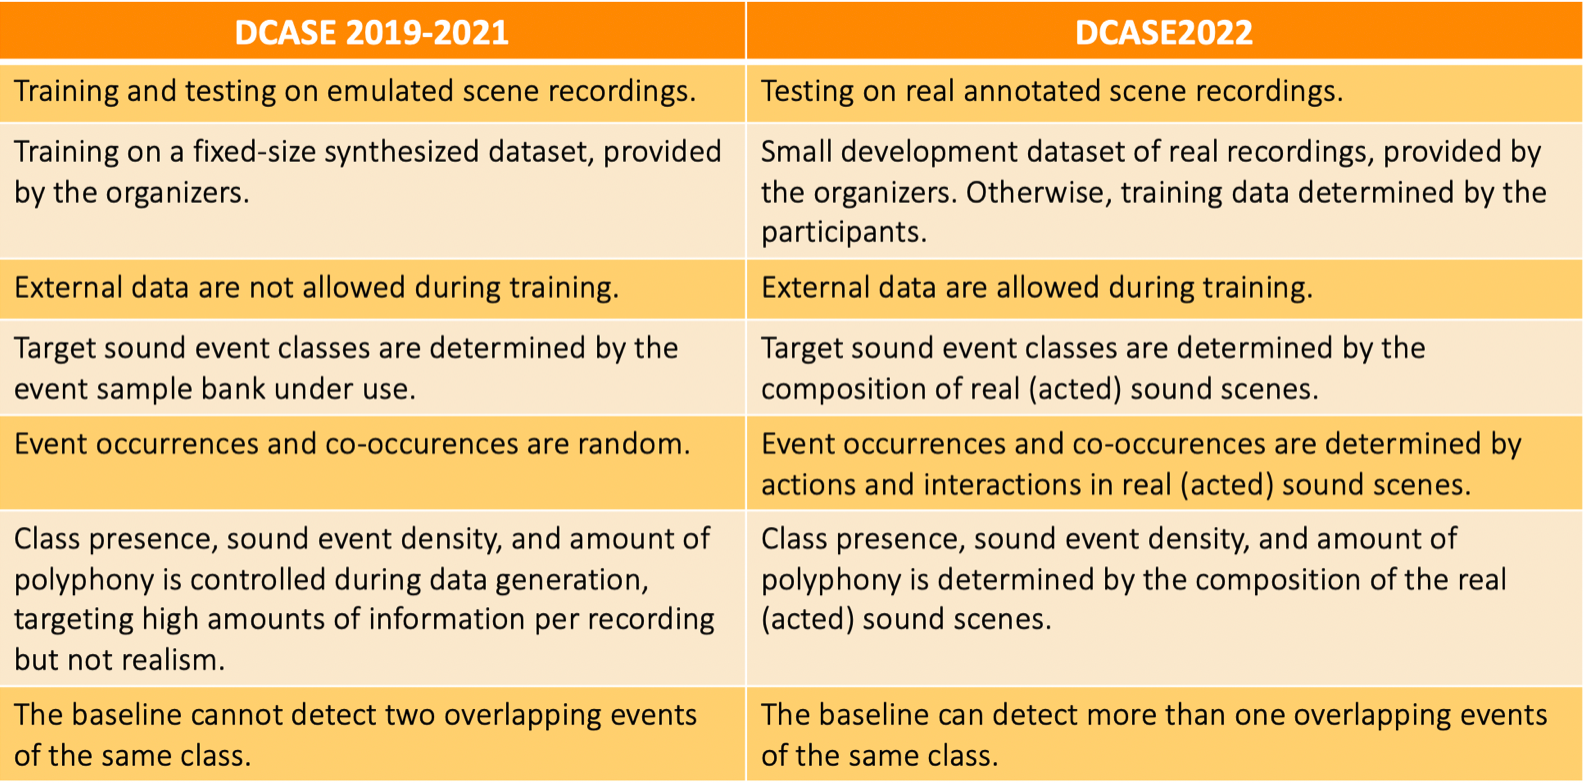 DCASE 2019-2021
DCASE2022
Training and testing on emulated scene recordings.
Testing on real annotated scene recordings.
Training on a fixed-size synthesized dataset, provided
by the organizers.
Small development dataset of real recordings, provided by
the organizers. Otherwise, training data determined by the
participants.
External data are not allowed during training.
External data are allowed during training.
Target sound event classes are determined by the
event sample bank under use.
Target sound event classes are determined by the
composition of real (acted) sound scenes.
Event occurrences and co-occurences are random.
Event occurrences and co-occurences are determined by
actions and interactions in real (acted) sound scenes.
Class presence, sound event density, and amount of
polyphony is controlled during data generation,
targeting high amounts of information per recording
but not realism.
Class presence, sound event density, and amount of
polyphony is determined by the composition of the real
(acted) sound scenes.
The baseline cannot detect two overlapping events
of the same class.
The baseline can detect more than one overlapping events
of the same class.